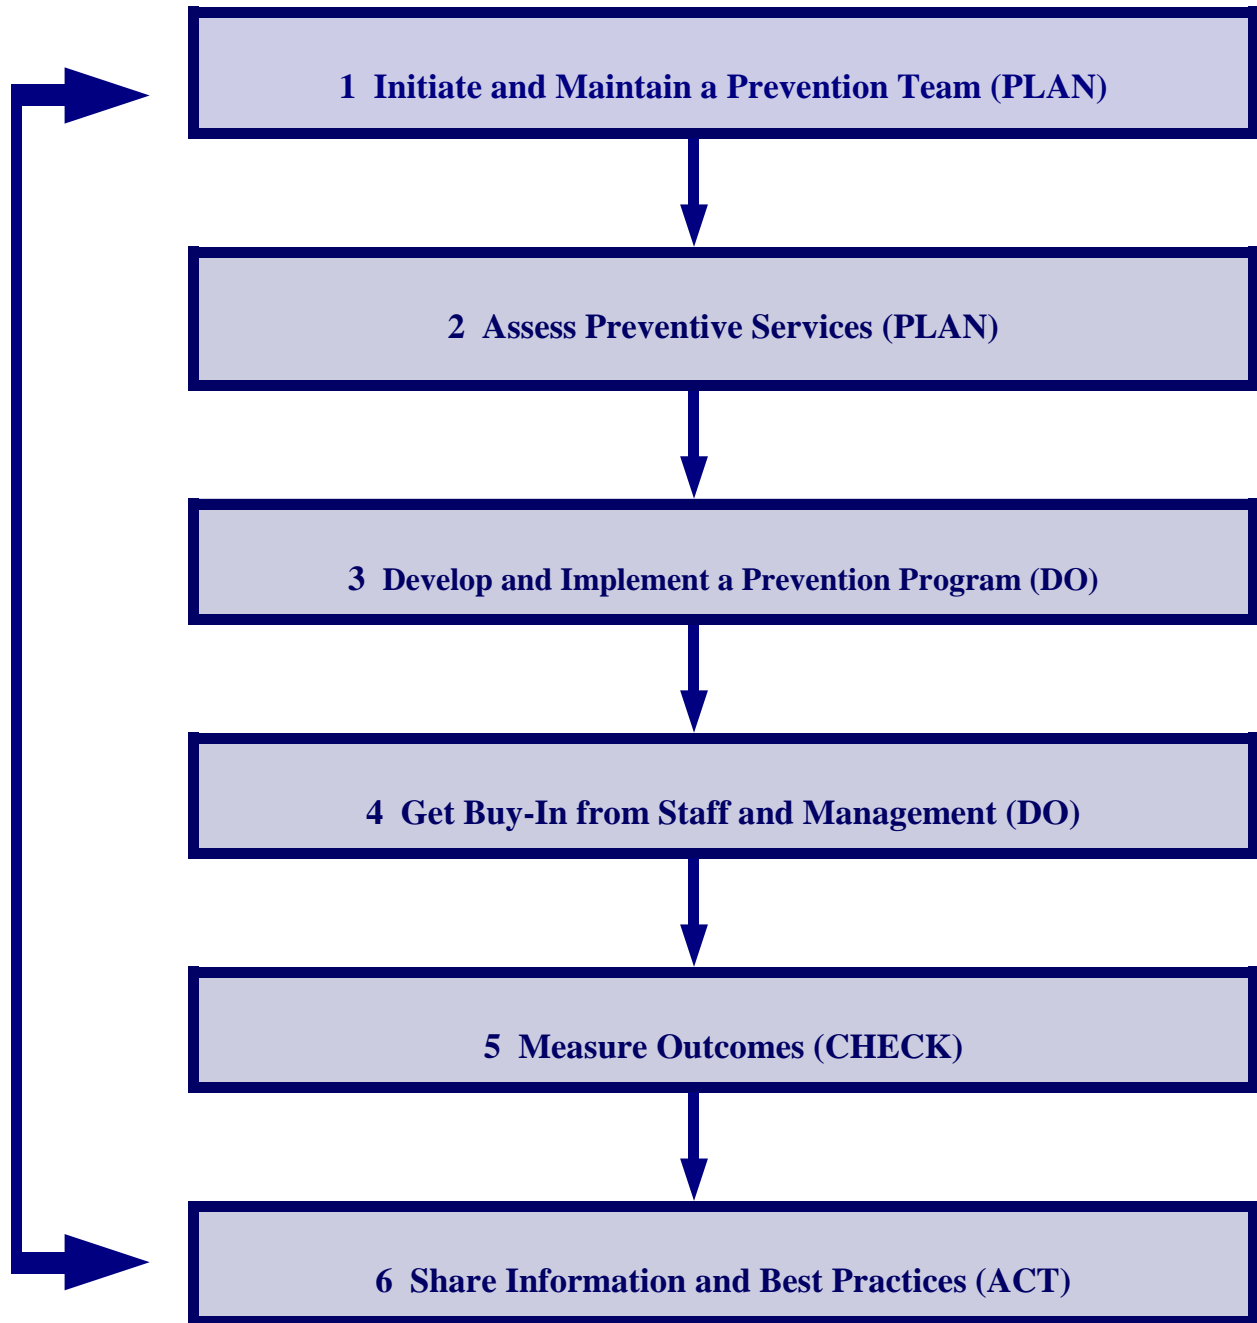 1 Initiate and Maintain a Prevention Team (PLAN)
2 Assess Preventive Services (PLAN)
3 Develop and Implement a Prevention Program (DO)
4 Get Buy-In from Staff and Management (DO)
5 Measure Outcomes (CHECK)
6 Share Information and Best Practices (ACT)